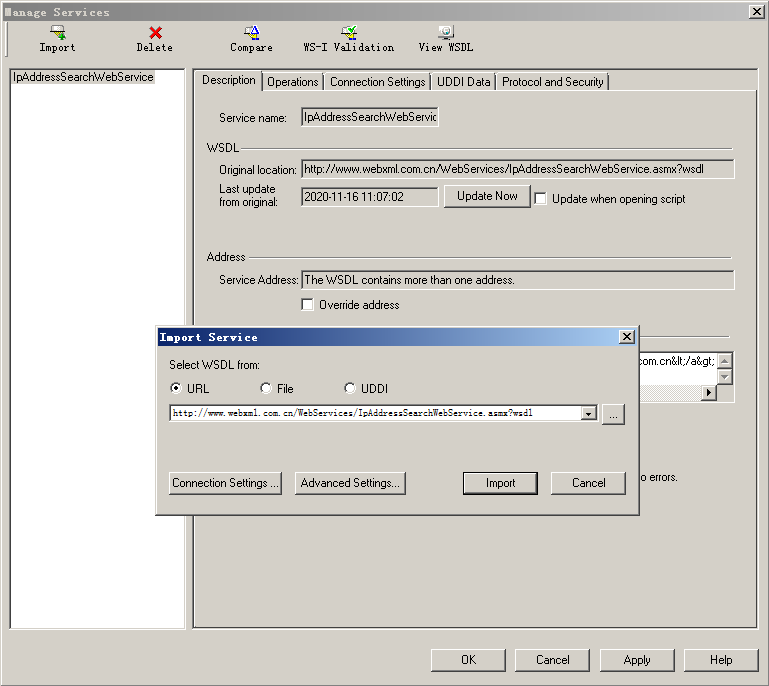 Manage Services
Import Delete Compare WS-I Validation View WSDL
IpAddressSearchWebService
Description Operations Connection Settings UDDI Data Protocol and Security
Service name: IpAddressSearchWebServic
WSDL
Original location: http://www.webxml.com.cn/WebServices/IpAddressSearchWebService.asmx?wsdl
Last update
from original: 2020-11-16 11:07:02 Update Now Update when opening script
Address
Service Address: The WSDL contains more than one address.
Override address
Import Service
Select WSDL from:
com.cn&lt;/a&gt;
URL File UDDI
http://www.webxml.com.cn/WebServices/IpAddressSearchWebService.asmx?wsdl ...
o errors.
Connection Settings ... Advanced Settings... Import Cancel
OK Cancel Apply Help